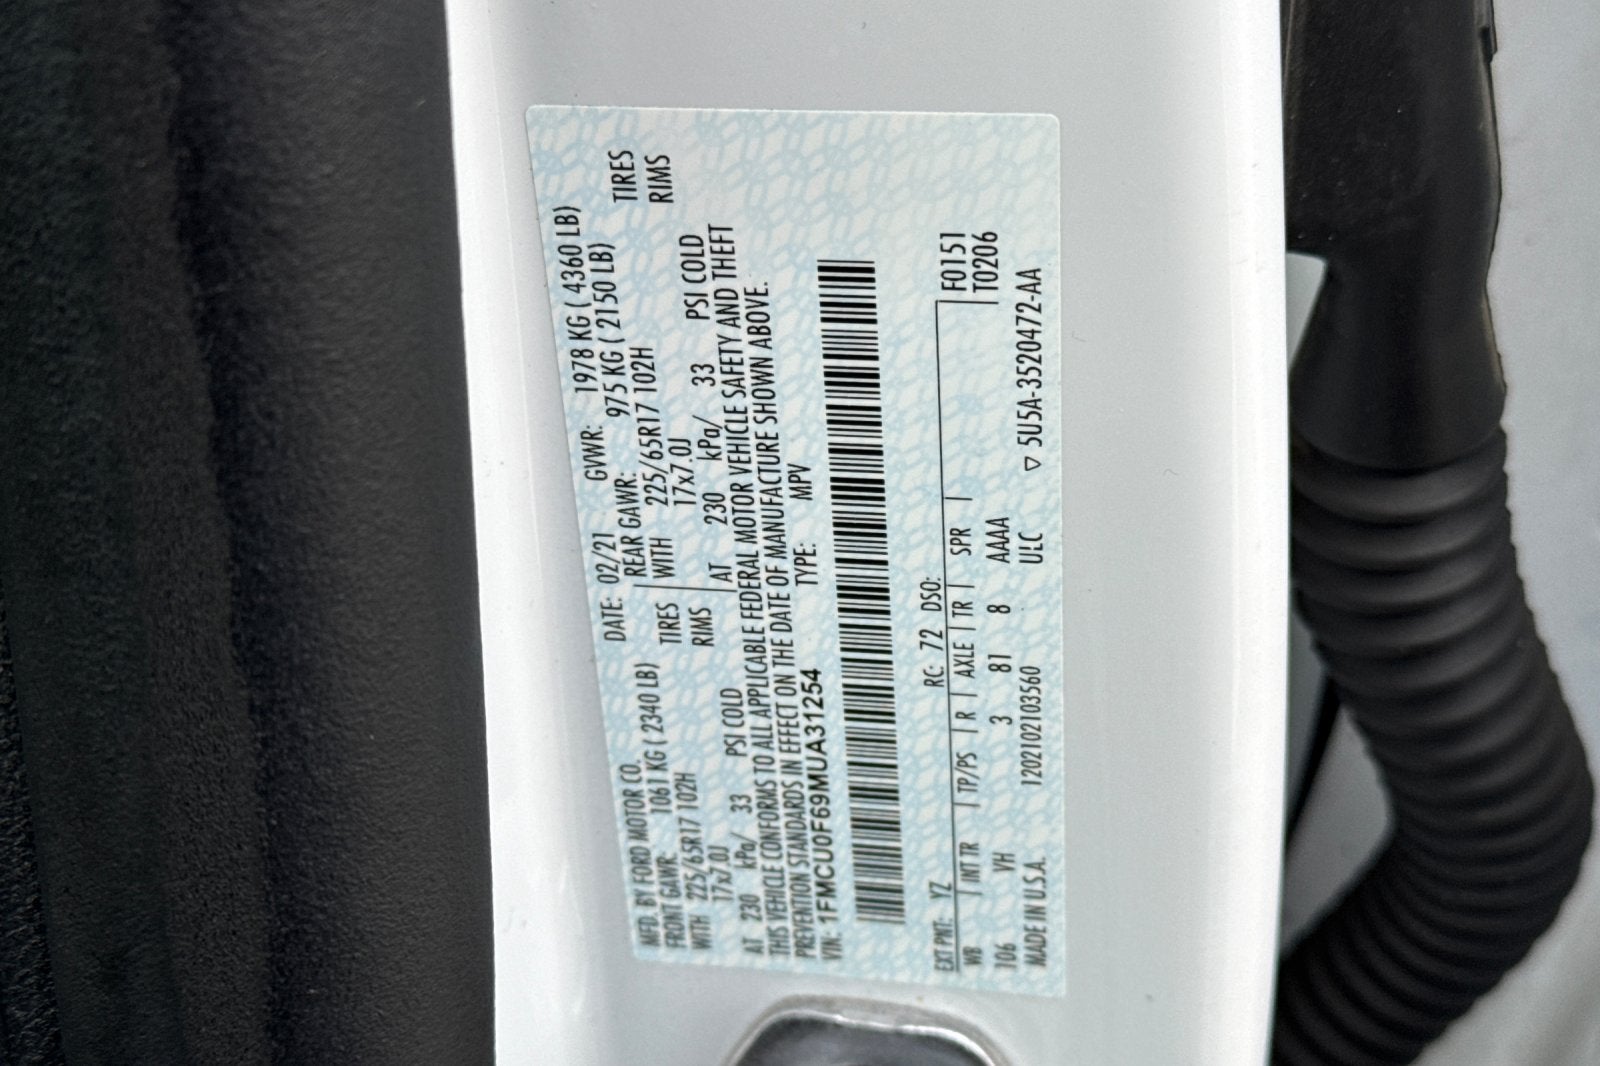 MFD. BY FORD MOTOR CO. DATE: 02/21 GVWR: 1978 KG ( 4360 LB)
FRONT GAWR: 1061 KG ( 2340 LB) REAR GAWR: 975 KG ( 2150 LB)
WITH 225/65R17 102H TIRES WITH 225/65R17 102H TIRES
17x7.0J RIMS 17x7.0J RIMS
AT 230 kPa/ 33 PSI COLD AT 230 kPa/ 33 PSI COLD
THIS VEHICLE CONFORMS TO ALL APPLICABLE FEDERAL MOTOR VEHICLE SAFETY AND THEFT
PREVENTION STANDARDS IN EFFECT ON THE DATE OF MANUFACTURE SHOWN ABOVE.
VIN: 1FMCU0F69MUA31254 TYPE: MPV
EXT PNT: YZ RC: 72 DSO: F0151
WB INT TR TP/PS R AXLE TR SPR T0206
106 VH 3 81 8 AAAA
MADE IN U.S.A. 120210210 3560 ULC ▽ 5U5A-3520472-AA